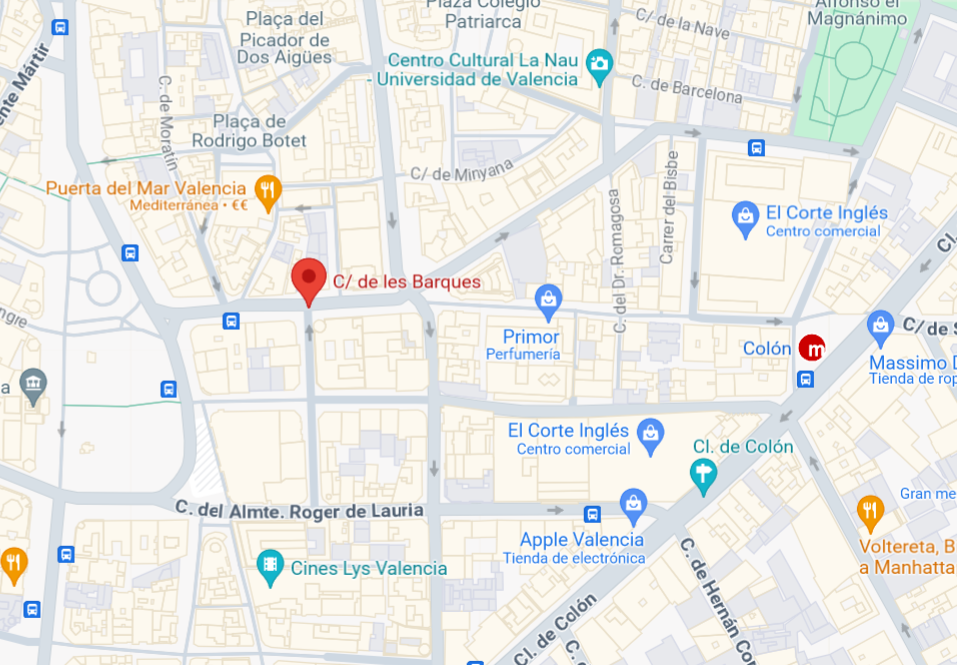 Plaza Colegio
Patriarca
Alfonso el
Magnánimo
C/ de la Nave
Plaça del
Picador de
Dos Aigües
Centro Cultural La Nau
- Universidad de Valencia
C. de Barcelona
ente Mártir
C. de Moratín
Plaça de
Rodrigo Botet
C/ de Minyana
Puerta del Mar Valencia
Mediterránea • €€
C. del Dr. Romagosa
Carrer del Bisbe
El Corte Inglés
Centro comercial
Cl.
C/ de les Barques
Primor
Perfumería
Colón
m
C/ de S
Massimo D
Tienda de rop
ngre
a
El Corte Inglés
Centro comercial
Cl. de Colón
C. del Almte. Roger de Lauria
Gran me
Apple Valencia
Tienda de electrónica
Voltereta, B
a Manhatta
Cines Lys Valencia
Cl. de Colón
C. de Hernán Cor
C.